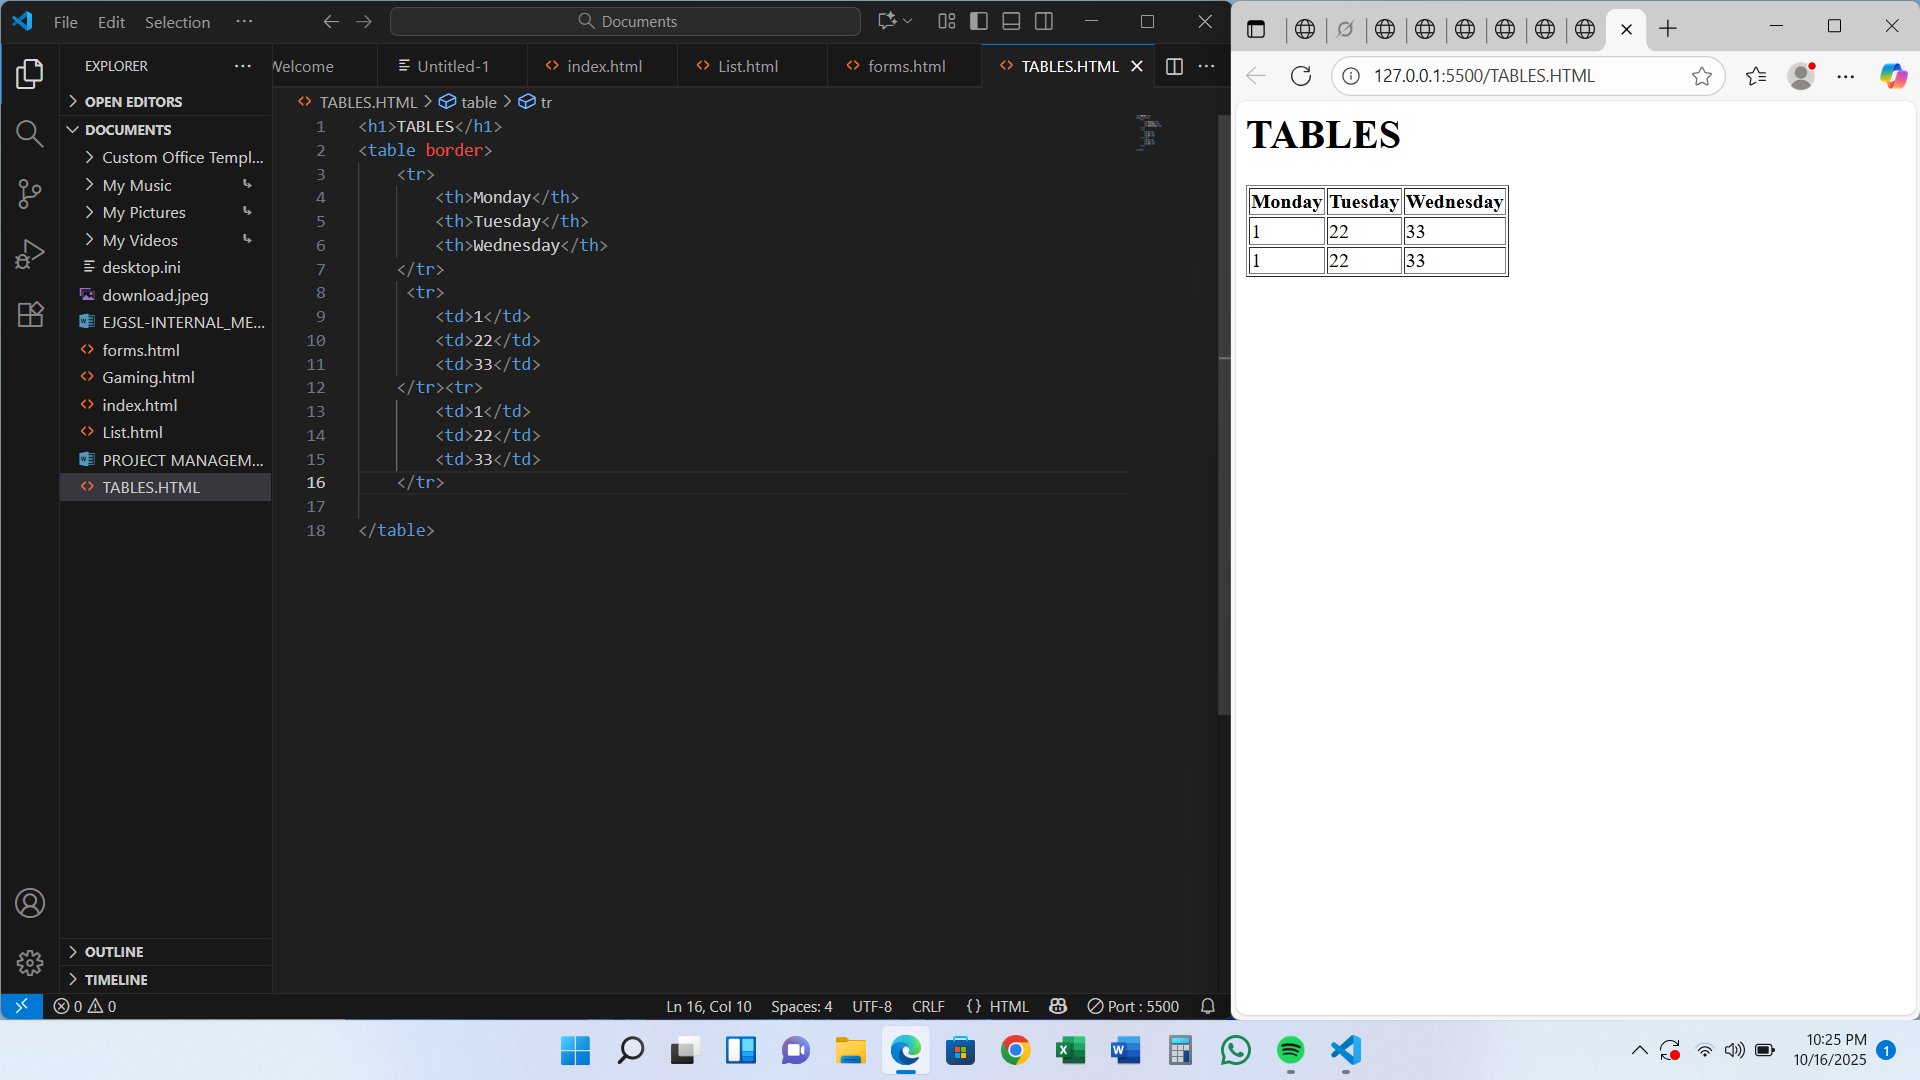 File Edit Selection ···
Documents
EXPLORER ···
OPEN EDITORS
DOCUMENTS
Custom Office Templ...
My Music
My Pictures
My Videos
desktop.ini
download.jpeg
EJGSL-INTERNAL_ME...
forms.html
Gaming.html
index.html
List.html
PROJECT MANAGEM...
TABLES.HTML
OUTLINE
TIMELINE
Welcome Untitled-1 index.html List.html forms.html TABLES.HTML ···
TABLES.HTML > table > tr
1 <h1>TABLES</h1>
2 <table border>
3 <tr>
4 <th>Monday</th>
5 <th>Tuesday</th>
6 <th>Wednesday</th>
7 </tr>
8 <tr>
9 <td>1</td>
10 <td>22</td>
11 <td>33</td>
12 </tr><tr>
13 <td>1</td>
14 <td>22</td>
15 <td>33</td>
16 </tr>
17
18 </table>
0 0 Ln 16, Col 10 Spaces: 4 UTF-8 CRLF {} HTML Port : 5500
127.0.0.1:5500/TABLES.HTML
TABLES
Monday Tuesday Wednesday
1 22 33
1 22 33
10:25 PM
10/16/2025 1